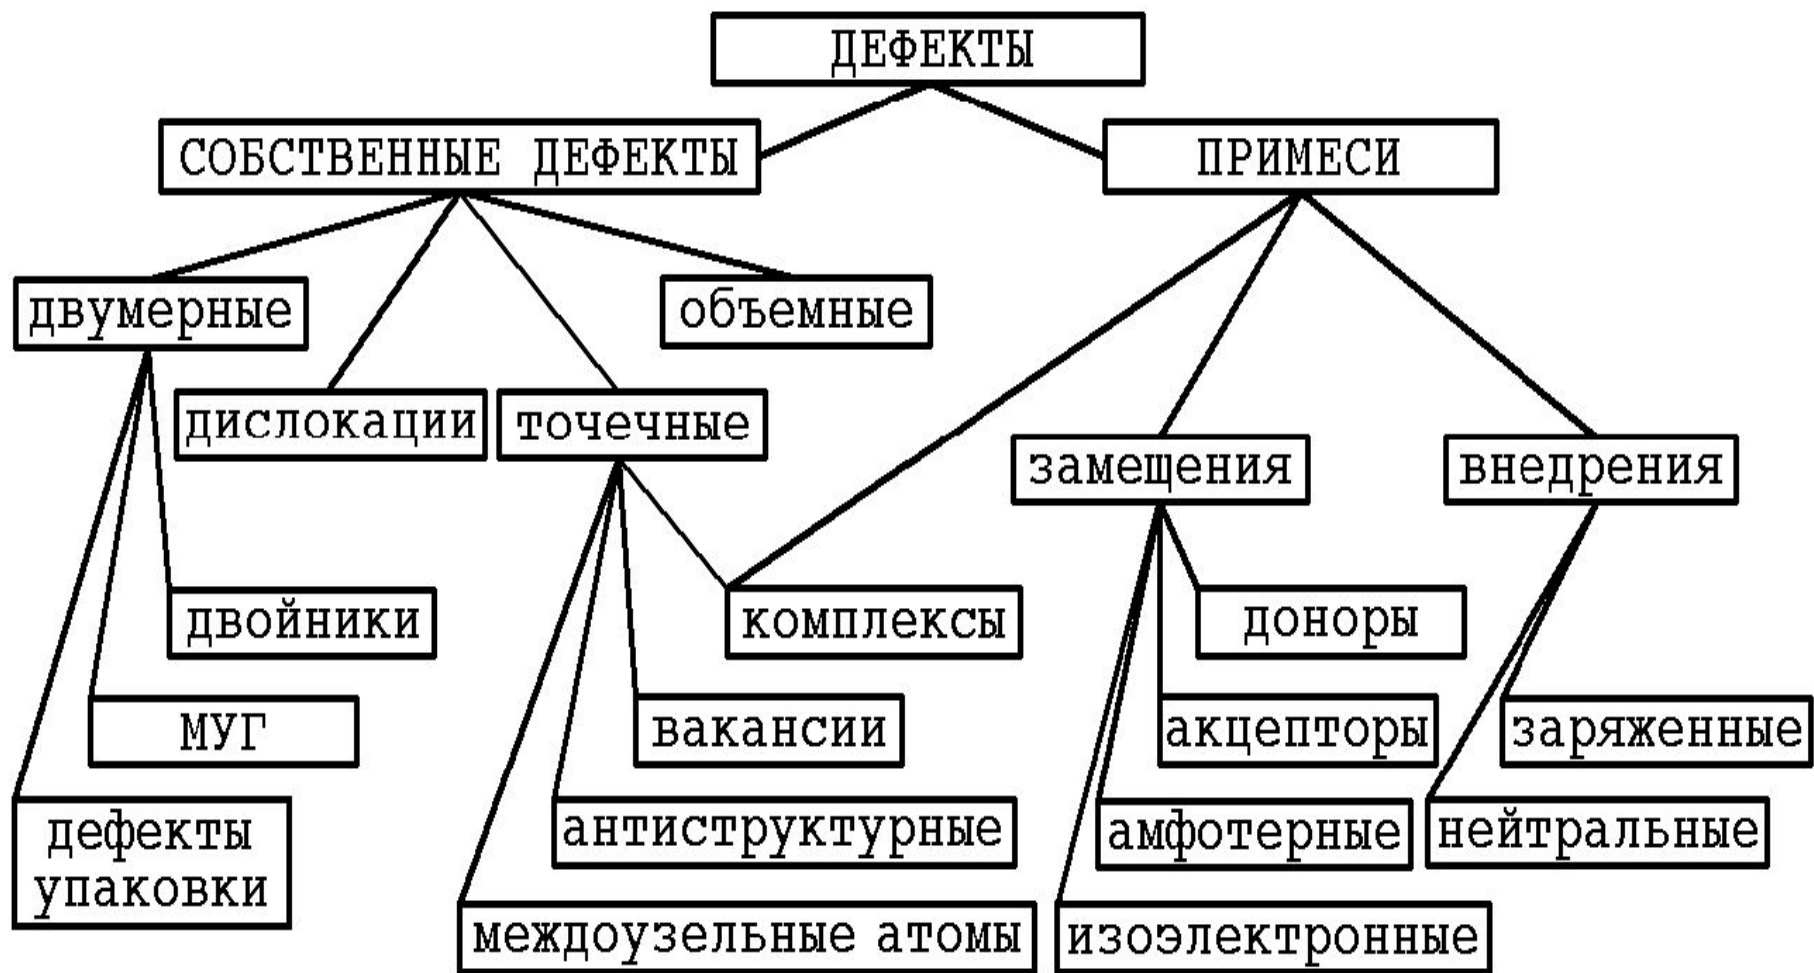 ДЕФЕКТЫ
СОБСТВЕННЫЕ ДЕФЕКТЫ
ПРИМЕСИ
двумерные
объемные
дислокации
точечные
замещения
внедрения
двойники
комплексы
доноры
МУГ
вакансии
акцепторы
заряженные
дефекты
упаковки
антиструктурные
амфотерные
нейтральные
междоузельные атомы
изоэлектронные